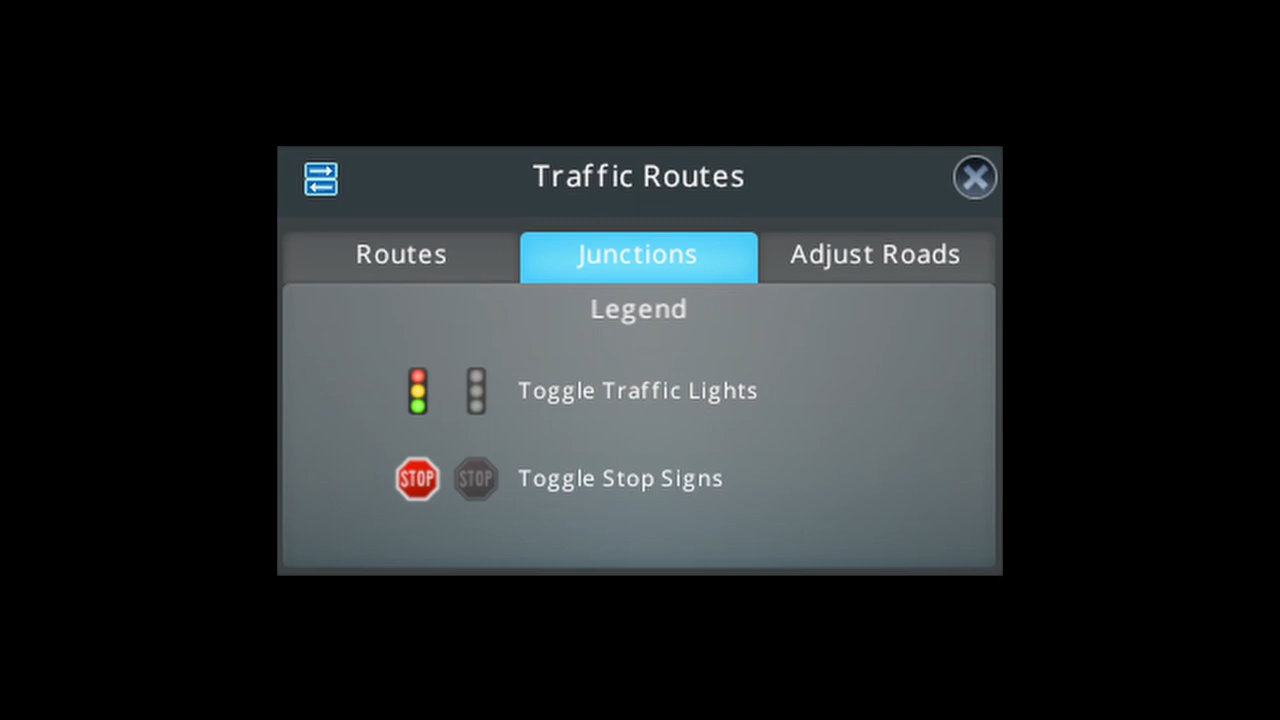 Traffic Routes
Routes
Junctions
Adjust Roads
Legend
Toggle Traffic Lights
STOP STOP Toggle Stop Signs